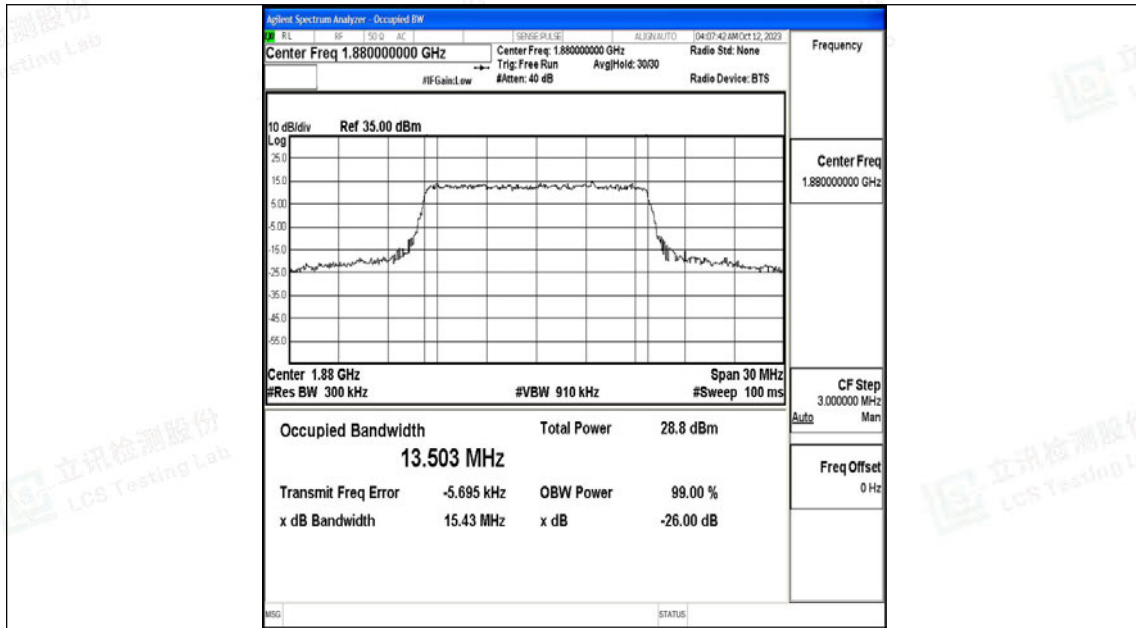 Agilent Spectrum Analyzer - Occupied BW
RL RF 50 Ω AC SENSE:PULSE ALIGN AUTO 04:07:42 AM Oct 12, 2023
Center Freq 1.880000000 GHz
Center Freq: 1.880000000 GHz
Radio Std: None
Trig: Free Run Avg|Hold: 30/30
#IFGain:Low #Atten: 40 dB Radio Device: BTS
Frequency
10 dB/div Ref 35.00 dBm
Log
25.0
15.0
5.00
-5.00
-15.0
-25.0
-35.0
-45.0
-55.0
Center 1.88 GHz Span 30 MHz
#Res BW 300 kHz #VBW 910 kHz #Sweep 100 ms
Center Freq
1.880000000 GHz
CF Step
3.000000 MHz
Auto Man
Freq Offset
0 Hz
Occupied Bandwidth Total Power 28.8 dBm
13.503 MHz
Transmit Freq Error -5.695 kHz OBW Power 99.00 %
x dB Bandwidth 15.43 MHz x dB -26.00 dB
MSG STATUS
立讯检测股份
LCS Testing Lab